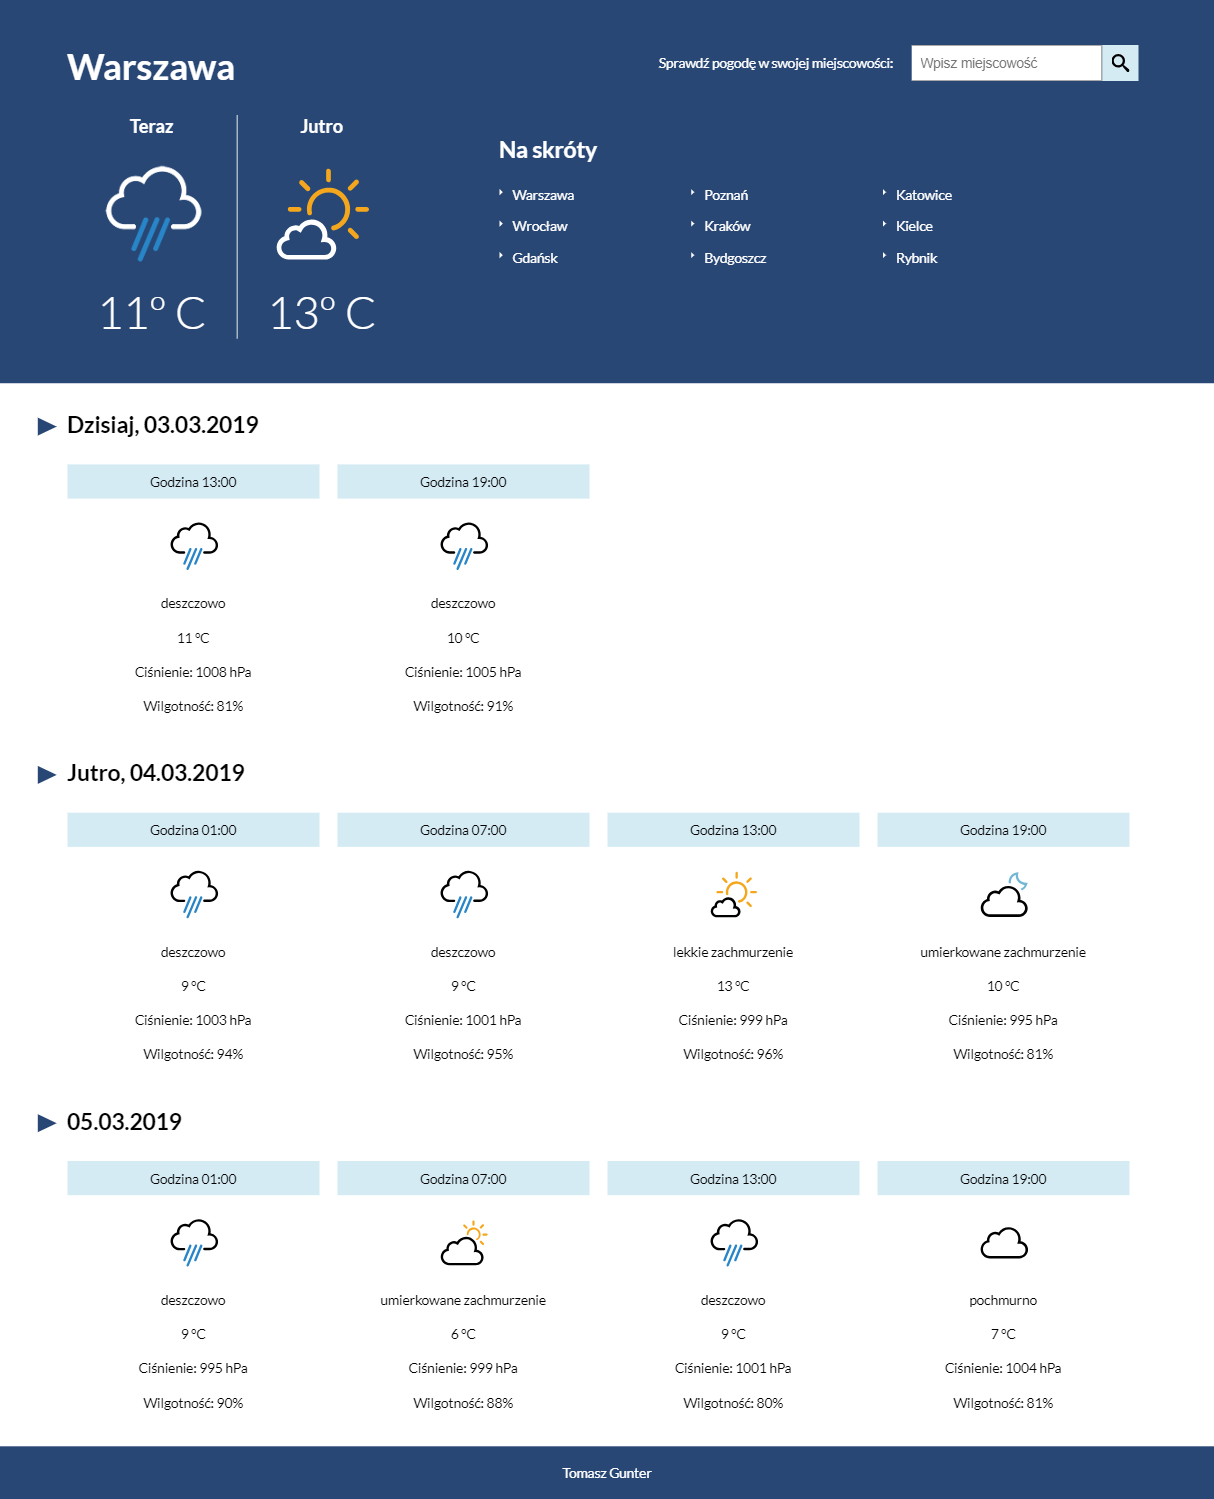 Warszawa
Sprawdź pogodę w swojej miejscowości:
Wpisz miejscowość
Teraz
Jutro
11° C
13° C
Na skróty
Warszawa
Poznań
Katowice
Wrocław
Kraków
Kielce
Gdańsk
Bydgoszcz
Rybnik
Dzisiaj, 03.03.2019
Godzina 13:00
deszczowo
11 °C
Ciśnienie: 1008 hPa
Wilgotność: 81%
Godzina 19:00
deszczowo
10 °C
Ciśnienie: 1005 hPa
Wilgotność: 91%
Jutro, 04.03.2019
Godzina 01:00
deszczowo
9 °C
Ciśnienie: 1003 hPa
Wilgotność: 94%
Godzina 07:00
deszczowo
9 °C
Ciśnienie: 1001 hPa
Wilgotność: 95%
Godzina 13:00
lekkie zachmurzenie
13 °C
Ciśnienie: 999 hPa
Wilgotność: 96%
Godzina 19:00
umierkowane zachmurzenie
10 °C
Ciśnienie: 995 hPa
Wilgotność: 81%
05.03.2019
Godzina 01:00
deszczowo
9 °C
Ciśnienie: 995 hPa
Wilgotność: 90%
Godzina 07:00
umierkowane zachmurzenie
6 °C
Ciśnienie: 999 hPa
Wilgotność: 88%
Godzina 13:00
deszczowo
9 °C
Ciśnienie: 1001 hPa
Wilgotność: 80%
Godzina 19:00
pochmurno
7 °C
Ciśnienie: 1004 hPa
Wilgotność: 81%
Tomasz Gunter